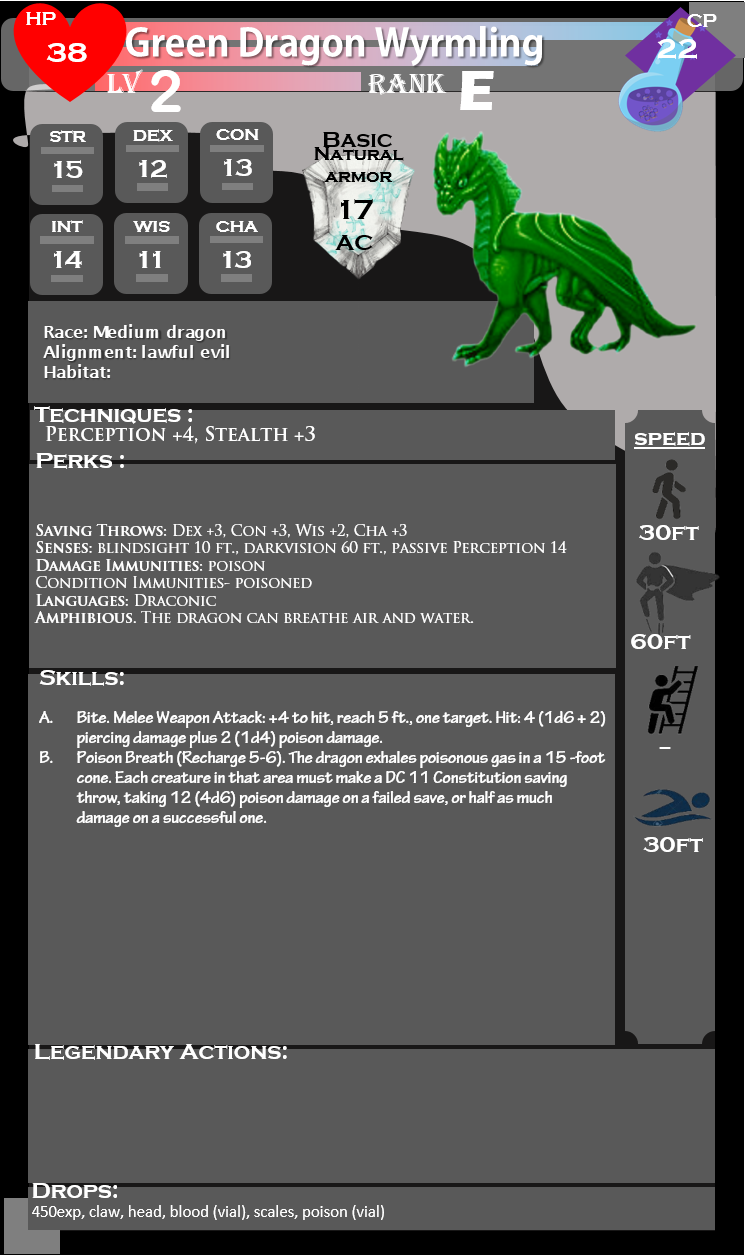 HP
38
Green Dragon Wyrmling
CP
22
LV 2
RANK E
STR
15
DEX
12
CON
13
INT
14
WIS
11
CHA
13
Basic
Natural
armor
17
AC
Race: Medium dragon
Alignment: lawful evil
Habitat:
Techniques :
Perception +4, Stealth +3
Perks :
Saving Throws: Dex +3, Con +3, Wis +2, Cha +3
Senses: blindsight 10 ft., darkvision 60 ft., passive Perception 14
Damage Immunities: poison
Condition Immunities- poisoned
Languages: Draconic
Amphibious. The dragon can breathe air and water.
SPEED
30FT
60FT
–
30FT
Skills:
A. Bite. Melee Weapon Attack: +4 to hit, reach 5 ft., one target. Hit: 4 (1d6 + 2)
piercing damage plus 2 (1d4) poison damage.
B. Poison Breath (Recharge 5-6). The dragon exhales poisonous gas in a 15 -foot
cone. Each creature in that area must make a DC 11 Constitution saving
throw, taking 12 (4d6) poison damage on a failed save, or half as much
damage on a successful one.
Legendary Actions:
Drops:
450exp, claw, head, blood (vial), scales, poison (vial)